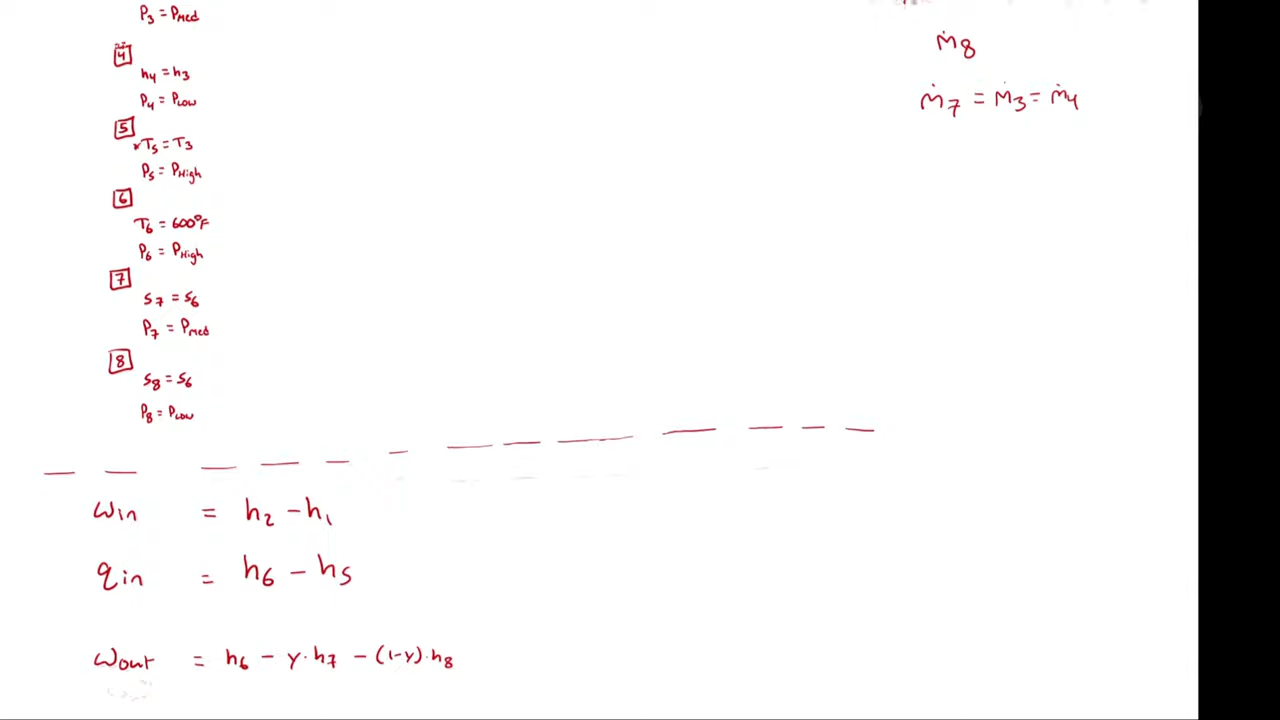 P3 = PMed
4
h4 = h3
P4 = PLow
5
*T5 = T3
P5 = PHigh
6
T6 = 600°F
P6 = PHigh
7
s7 = s6
P7 = PMed
8
s8 = s6
P8 = PLow
ṁ8
ṁ7 = ṁ3 = ṁ4
win = h2 - h1
qin = h6 - h5
wout = h6 - y·h7 - (1-y)·h8